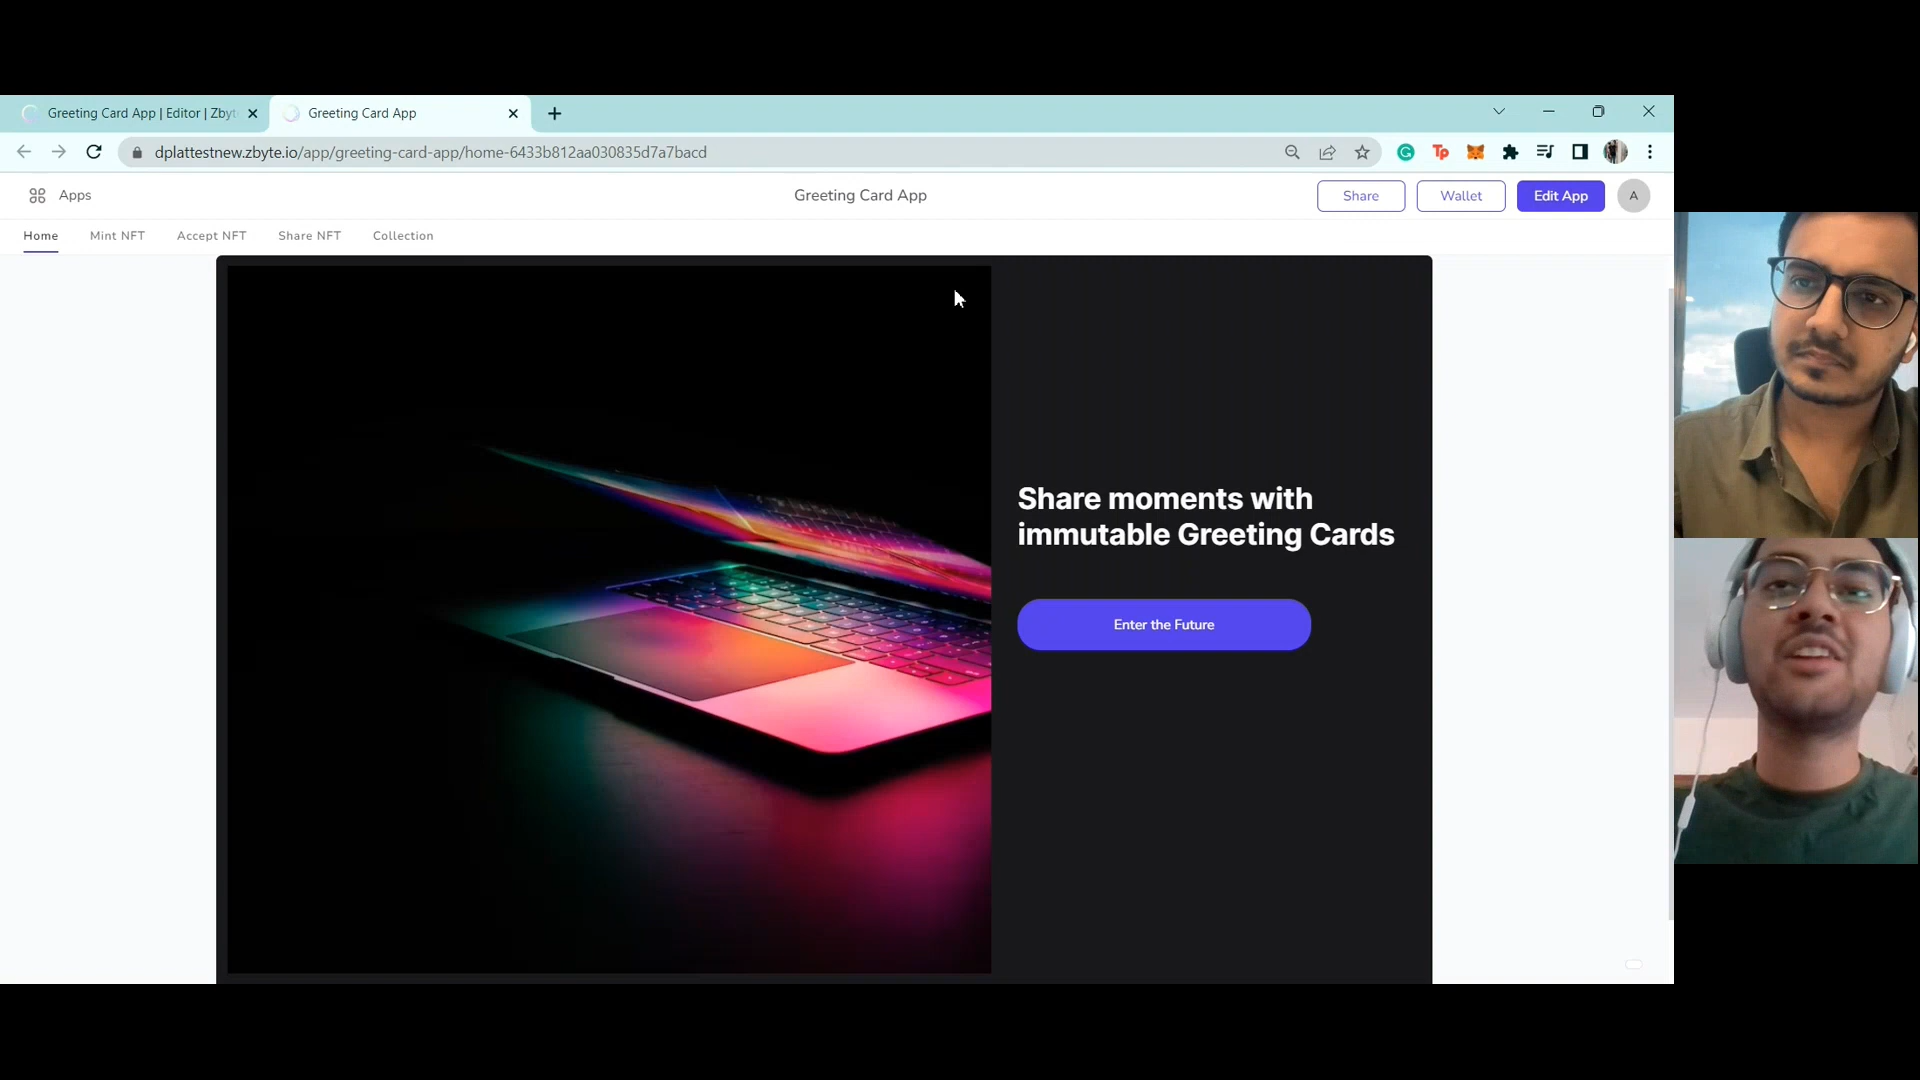 Greeting Card App | Editor | Zbyt
Greeting Card App
dplattestnew.zbyte.io/app/greeting-card-app/home-6433b812aa030835d7a7bacd
Tp
Apps
Greeting Card App
Share
Wallet
Edit App
A
Home
Mint NFT
Accept NFT
Share NFT
Collection
Share moments with
immutable Greeting Cards
Enter the Future